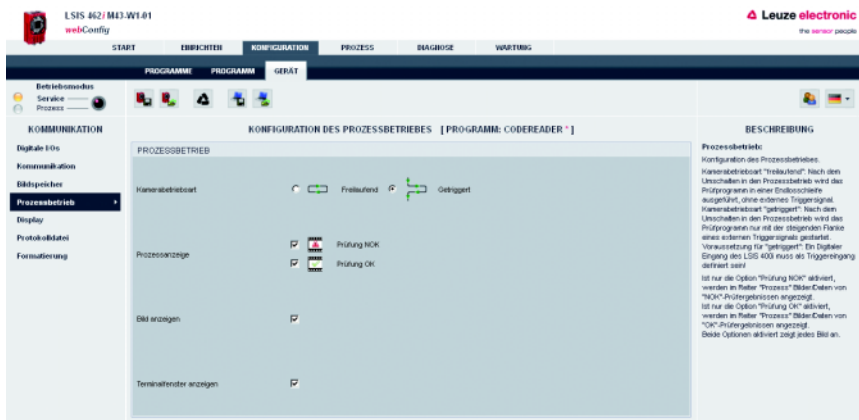 LSIS 462i M43-W1-01
webConfig
Leuze electronic
the sensor people
START EINRICHTEN KONFIGURATION PROZESS DIAGNOSE WARTUNG
PROGRAMME PROGRAMM GERÄT
Betriebsmodus
Service
Prozess
KOMMUNIKATION
Digitale I/Os
Kommunikation
Bildspeicher
Prozessbetrieb
Display
Protokolldatei
Formatierung
KONFIGURATION DES PROZESSBETRIEBES [ PROGRAMM: CODEREADER * ]
PROZESSBETRIEB
Kamerabetriebsart
Freilaufend
Getriggert
Prozessanzeige
Prüfung NOK
Prüfung OK
Bild anzeigen
Terminalfenster anzeigen
BESCHREIBUNG
Prozessbetrieb:
Konfiguration des Prozessbetriebes.
Kamerabetriebsart "freilaufend": Nach dem
Umschalten in den Prozessbetrieb wird das
Prüfprogramm in einer Endlosschleife
ausgeführt, ohne externes Triggersignal.
Kamerabetriebsart "getriggert": Nach dem
Umschalten in den Prozessbetrieb wird das
Prüfprogramm nur mit der steigenden Flanke
eines externen Triggersignals gestartet.
Voraussetzung für "getriggert": Ein Digitaler
Eingang des LSIS 400i muss als Triggereingang
definiert sein!
Ist nur die Option "Prüfung NOK" aktiviert,
werden im Reiter "Prozess" Bilder/Daten von
"NOK"-Prüfergebnissen angezeigt.
Ist nur die Option "Prüfung OK" aktiviert,
werden im Reiter "Prozess" Bilder/Daten von
"OK"-Prüfergebnissen angezeigt.
Beide Optionen aktiviert zeigt jedes Bild an.